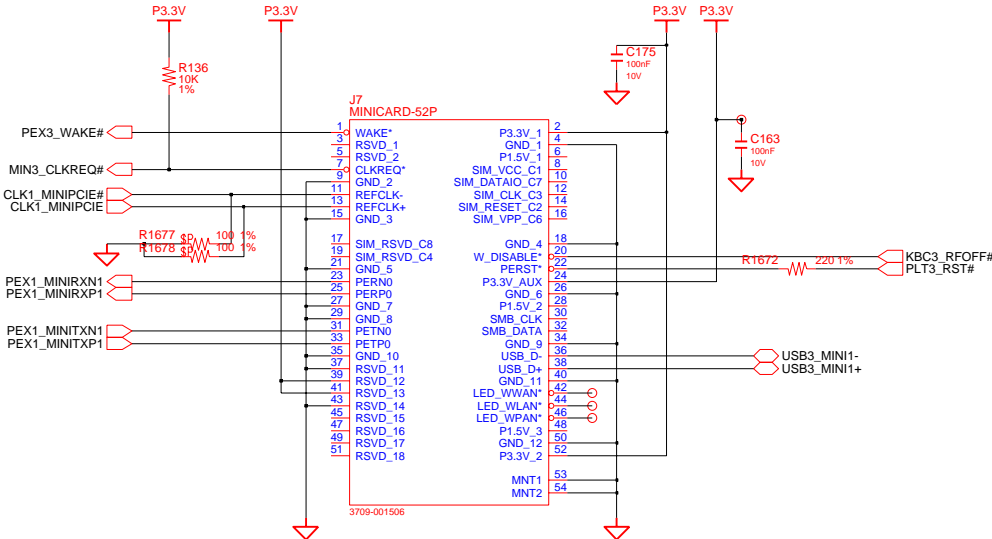 P3.3V P3.3V P3.3V P3.3V
R136
10K
1%
C175
100nF
10V
C163
100nF
10V
J7
MINICARD-52P
PEX3_WAKE# 1 WAKE* P3.3V_1 2
3 RSVD_1 GND_1 4
5 RSVD_2 P1.5V_1 6
MIN3_CLKREQ# 7 CLKREQ* SIM_VCC_C1 8
9 GND_2 SIM_DATAIO_C7 10
CLK1_MINIPCIE# 11 REFCLK- SIM_CLK_C3 12
CLK1_MINIPCIE 13 REFCLK+ SIM_RESET_C2 14
15 GND_3 SIM_VPP_C6 16
R1677 $P 100 1% 17 SIM_RSVD_C8 GND_4 18
R1678 $P 100 1% 19 SIM_RSVD_C4 W_DISABLE* 20 KBC3_RFOFF#
21 GND_5 PERST* 22 R1672 220 1% PLT3_RST#
PEX1_MINIRXN1 23 PERN0 P3.3V_AUX 24
PEX1_MINIRXP1 25 PERP0 GND_6 26
27 GND_7 P1.5V_2 28
29 GND_8 SMB_CLK 30
PEX1_MINITXN1 31 PETN0 SMB_DATA 32
PEX1_MINITXP1 33 PETP0 GND_9 34
35 GND_10 USB_D- 36 USB3_MINI1-
37 RSVD_11 USB_D+ 38 USB3_MINI1+
39 RSVD_12 GND_11 40
41 RSVD_13 LED_WWAN* 42
43 RSVD_14 LED_WLAN* 44
45 RSVD_15 LED_WPAN* 46
47 RSVD_16 P1.5V_3 48
49 RSVD_17 GND_12 50
51 RSVD_18 P3.3V_2 52
MNT1 53
MNT2 54
3709-001506